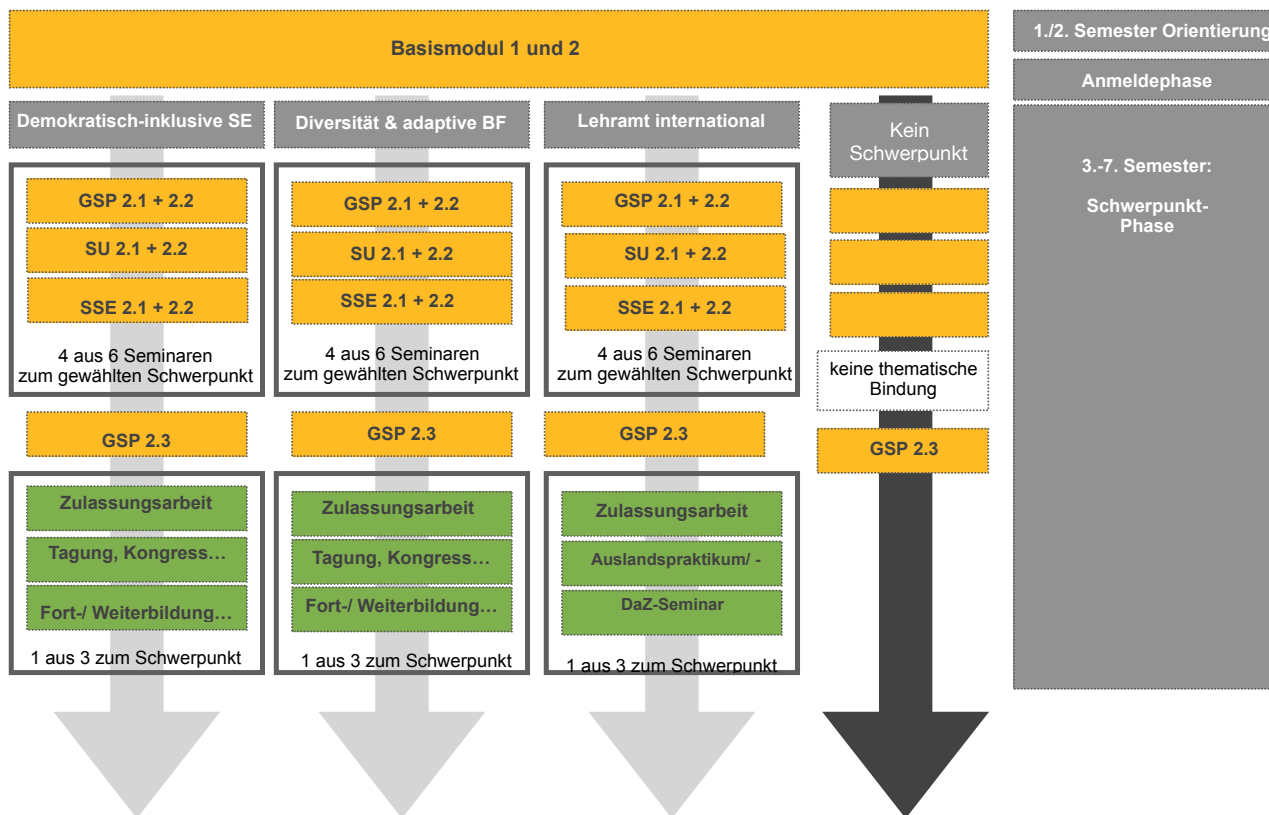 Basismodul 1 und 2
1./2. Semester Orientierung
Anmeldephase
3.-7. Semester:
Schwerpunkt-
Phase
Demokratisch-inklusive SE
GSP 2.1 + 2.2
SU 2.1 + 2.2
SSE 2.1 + 2.2
4 aus 6 Seminaren
zum gewählten Schwerpunkt
GSP 2.3
Zulassungsarbeit
Tagung, Kongress…
Fort-/ Weiterbildung…
1 aus 3 zum Schwerpunkt
Diversität & adaptive BF
GSP 2.1 + 2.2
SU 2.1 + 2.2
SSE 2.1 + 2.2
4 aus 6 Seminaren
zum gewählten Schwerpunkt
GSP 2.3
Zulassungsarbeit
Tagung, Kongress…
Fort-/ Weiterbildung…
1 aus 3 zum Schwerpunkt
Lehramt international
GSP 2.1 + 2.2
SU 2.1 + 2.2
SSE 2.1 + 2.2
4 aus 6 Seminaren
zum gewählten Schwerpunkt
GSP 2.3
Zulassungsarbeit
Auslandspraktikum/ -
DaZ-Seminar
1 aus 3 zum Schwerpunkt
Kein
Schwerpunkt
keine thematische
Bindung
GSP 2.3